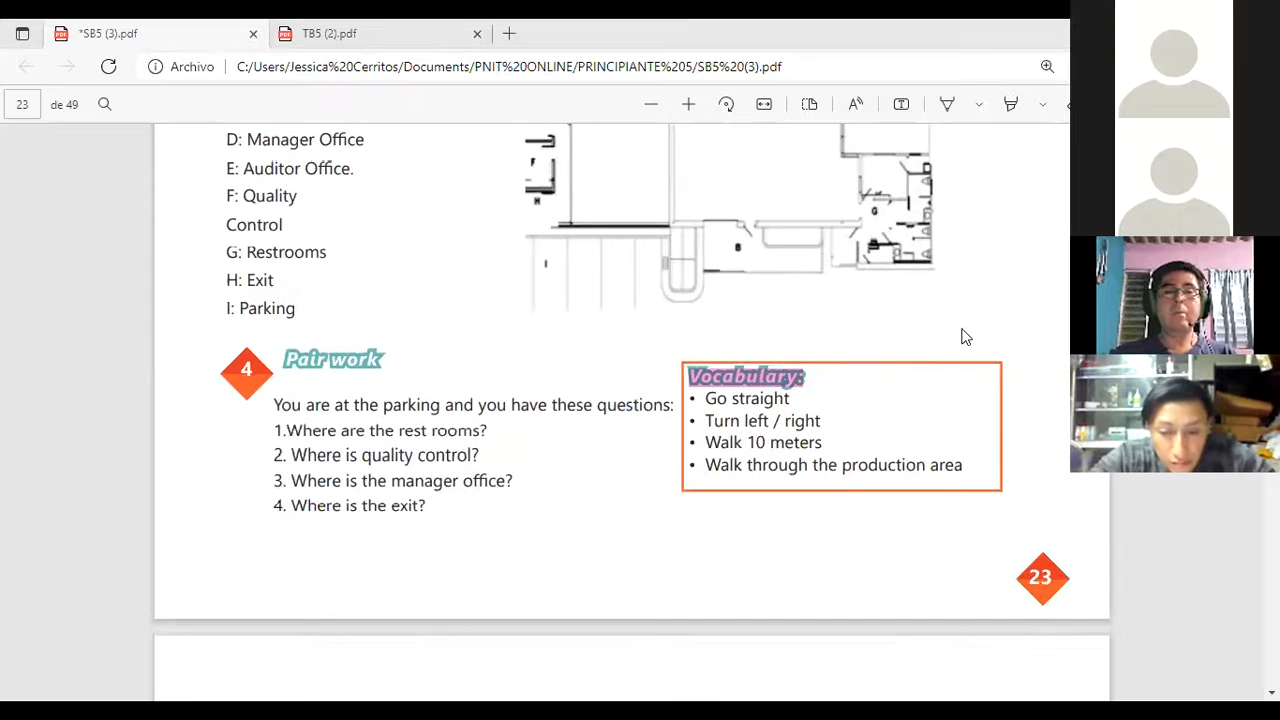 *SB5 (3).pdf
TB5 (2).pdf
Archivo
C:/Users/Jessica%20Cerritos/Documents/PNIT%20ONLINE/PRINCIPIANTE%205/SB5%20(3).pdf
23 de 49
D: Manager Office
E: Auditor Office.
F: Quality
Control
G: Restrooms
H: Exit
I: Parking
F
H
G
B
I
4
Pair work
You are at the parking and you have these questions:
1.Where are the rest rooms?
2. Where is quality control?
3. Where is the manager office?
4. Where is the exit?
Vocabulary:
• Go straight
• Turn left / right
• Walk 10 meters
• Walk through the production area
23